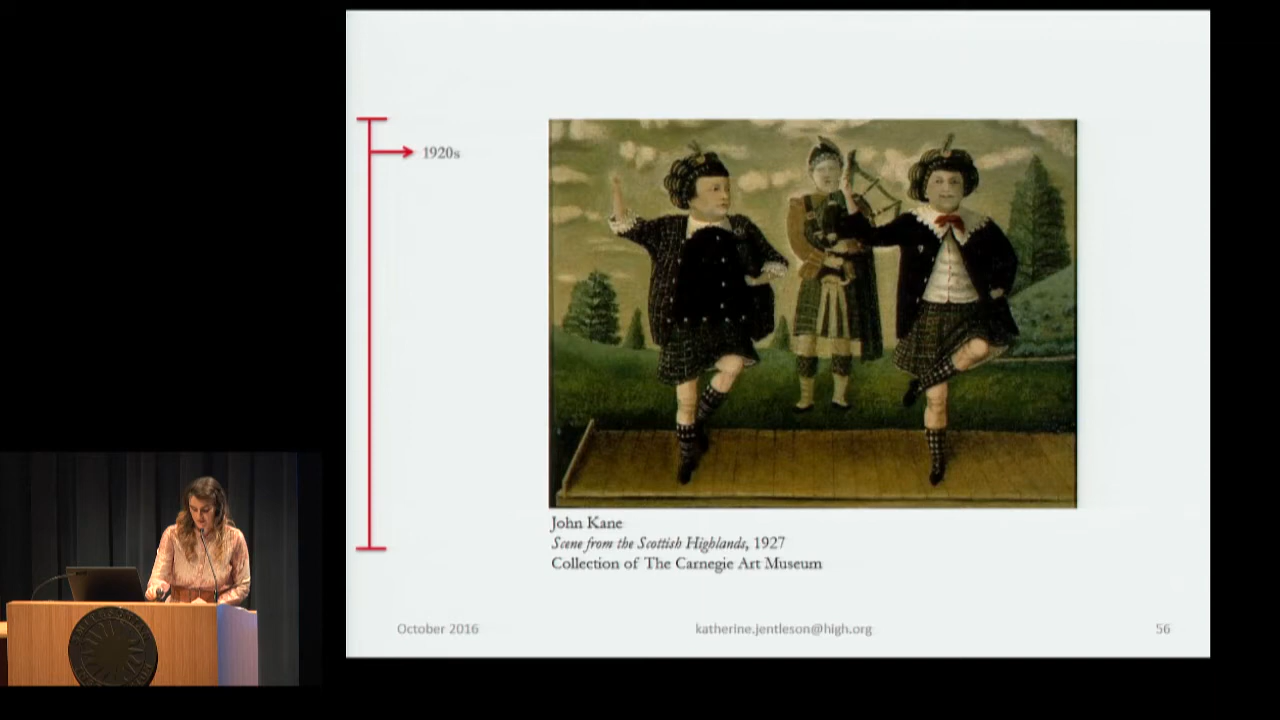 1920s
John Kane
Scene from the Scottish Highlands, 1927
Collection of The Carnegie Art Museum
October 2016
katherine.jentleson@high.org
56